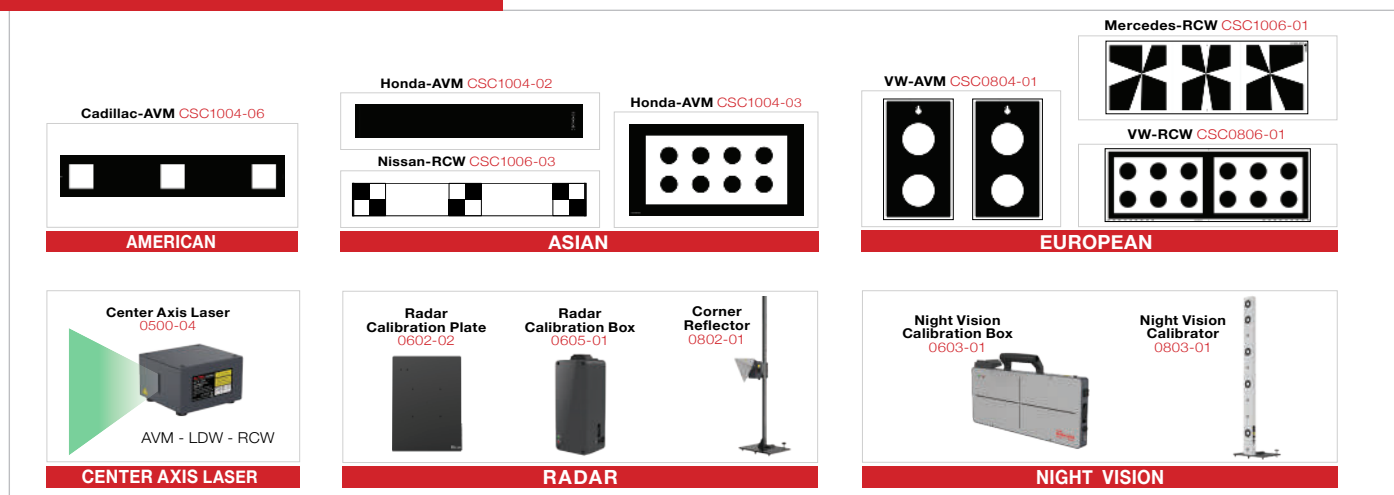 Cadillac-AVM CSC1004-06
AMERICAN
Honda-AVM CSC1004-02
Nissan-RCW CSC1006-03
Honda-AVM CSC1004-03
ASIAN
VW-AVM CSC0804-01
Mercedes-RCW CSC1006-01
VW-RCW CSC0806-01
EUROPEAN
Center Axis Laser
0500-04
AVM - LDW - RCW
CENTER AXIS LASER
Radar
Calibration Plate
0602-02
Radar
Calibration Box
0605-01
Corner
Reflector
0802-01
RADAR
Night Vision
Calibration Box
0603-01
Night Vision
Calibrator
0803-01
NIGHT VISION